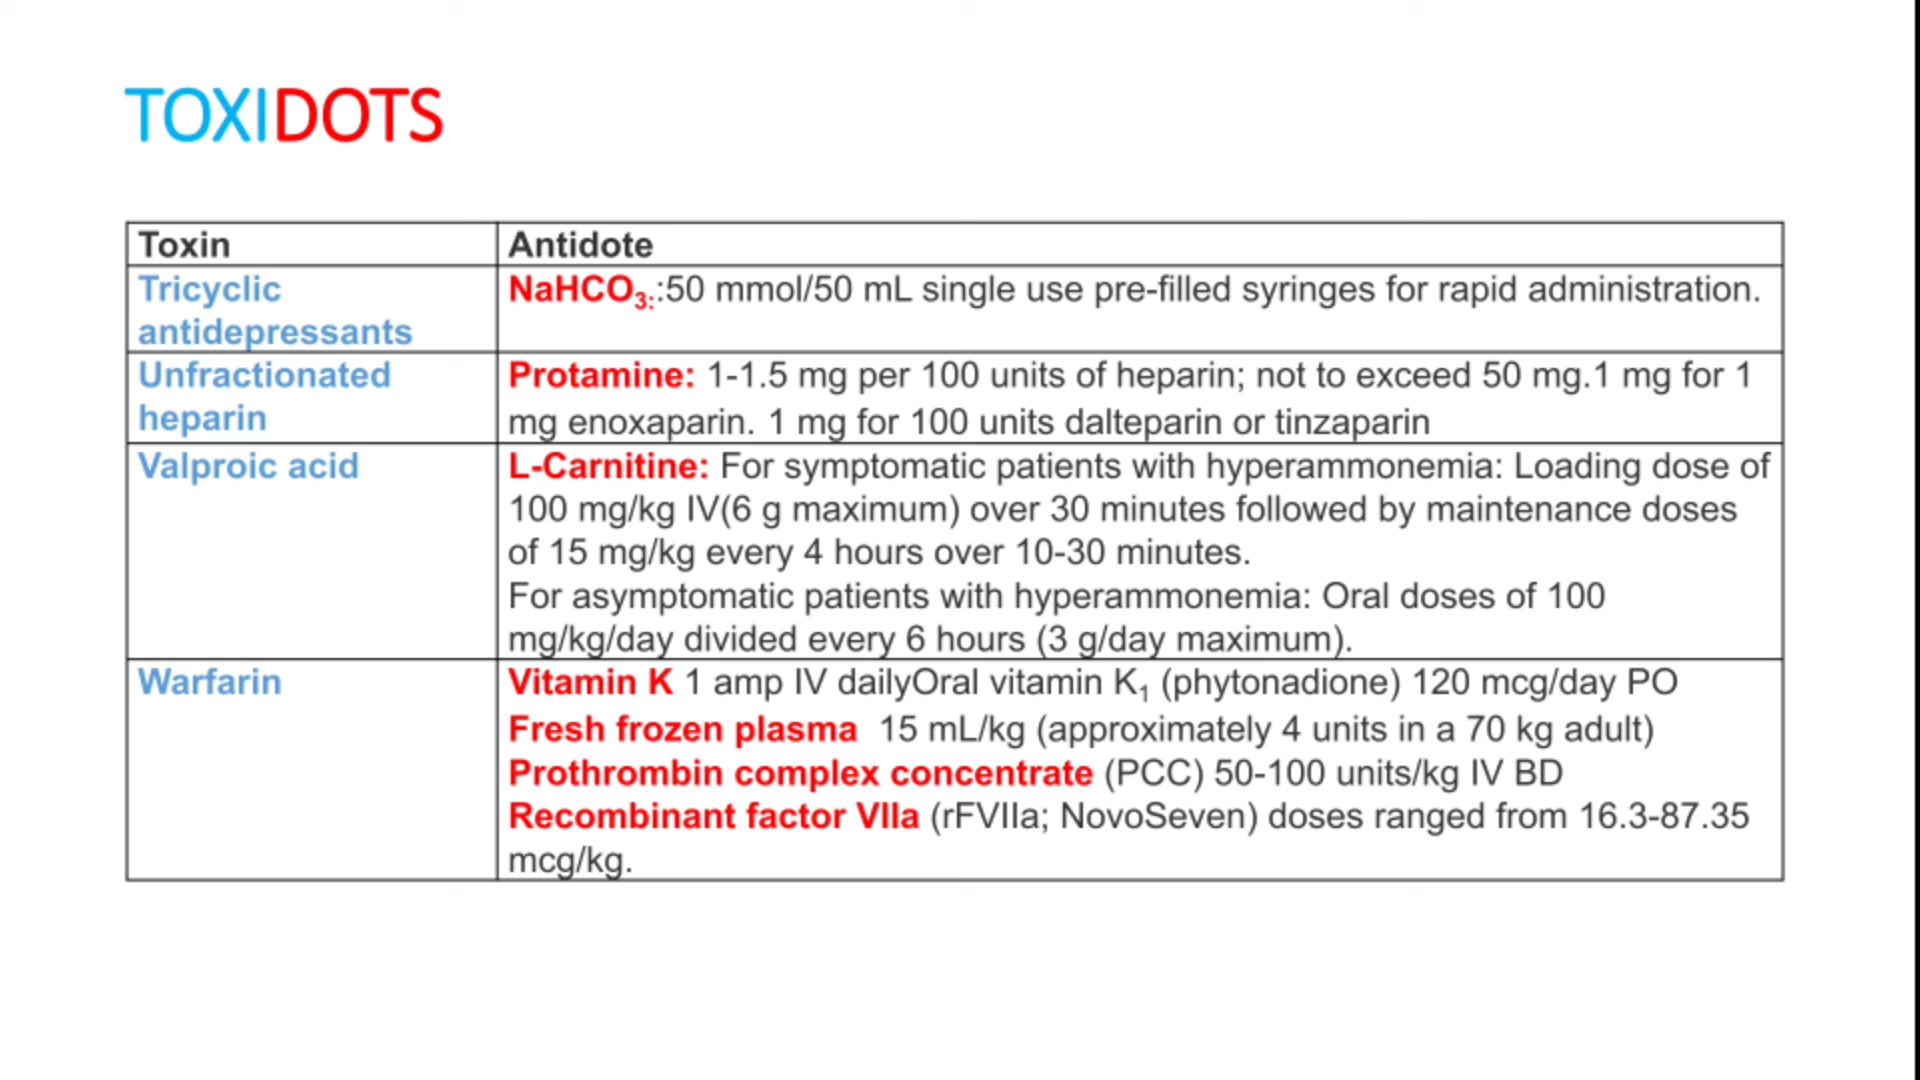 TOXIDOTS
Toxin
Antidote
Tricyclic
antidepressants
NaHCO₃:​:50 mmol/50 mL single use pre-filled syringes for rapid administration.
Unfractionated
heparin
Protamine: 1-1.5 mg per 100 units of heparin; not to exceed 50 mg.1 mg for 1
mg enoxaparin. 1 mg for 100 units dalteparin or tinzaparin
Valproic acid
L-Carnitine: For symptomatic patients with hyperammonemia: Loading dose of
100 mg/kg IV(6 g maximum) over 30 minutes followed by maintenance doses
of 15 mg/kg every 4 hours over 10-30 minutes.
For asymptomatic patients with hyperammonemia: Oral doses of 100
mg/kg/day divided every 6 hours (3 g/day maximum).
Warfarin
Vitamin K 1 amp IV dailyOral vitamin K₁ (phytonadione) 120 mcg/day PO
Fresh frozen plasma 15 mL/kg (approximately 4 units in a 70 kg adult)
Prothrombin complex concentrate (PCC) 50-100 units/kg IV BD
Recombinant factor VIIa (rFVIIa; NovoSeven) doses ranged from 16.3-87.35
mcg/kg.